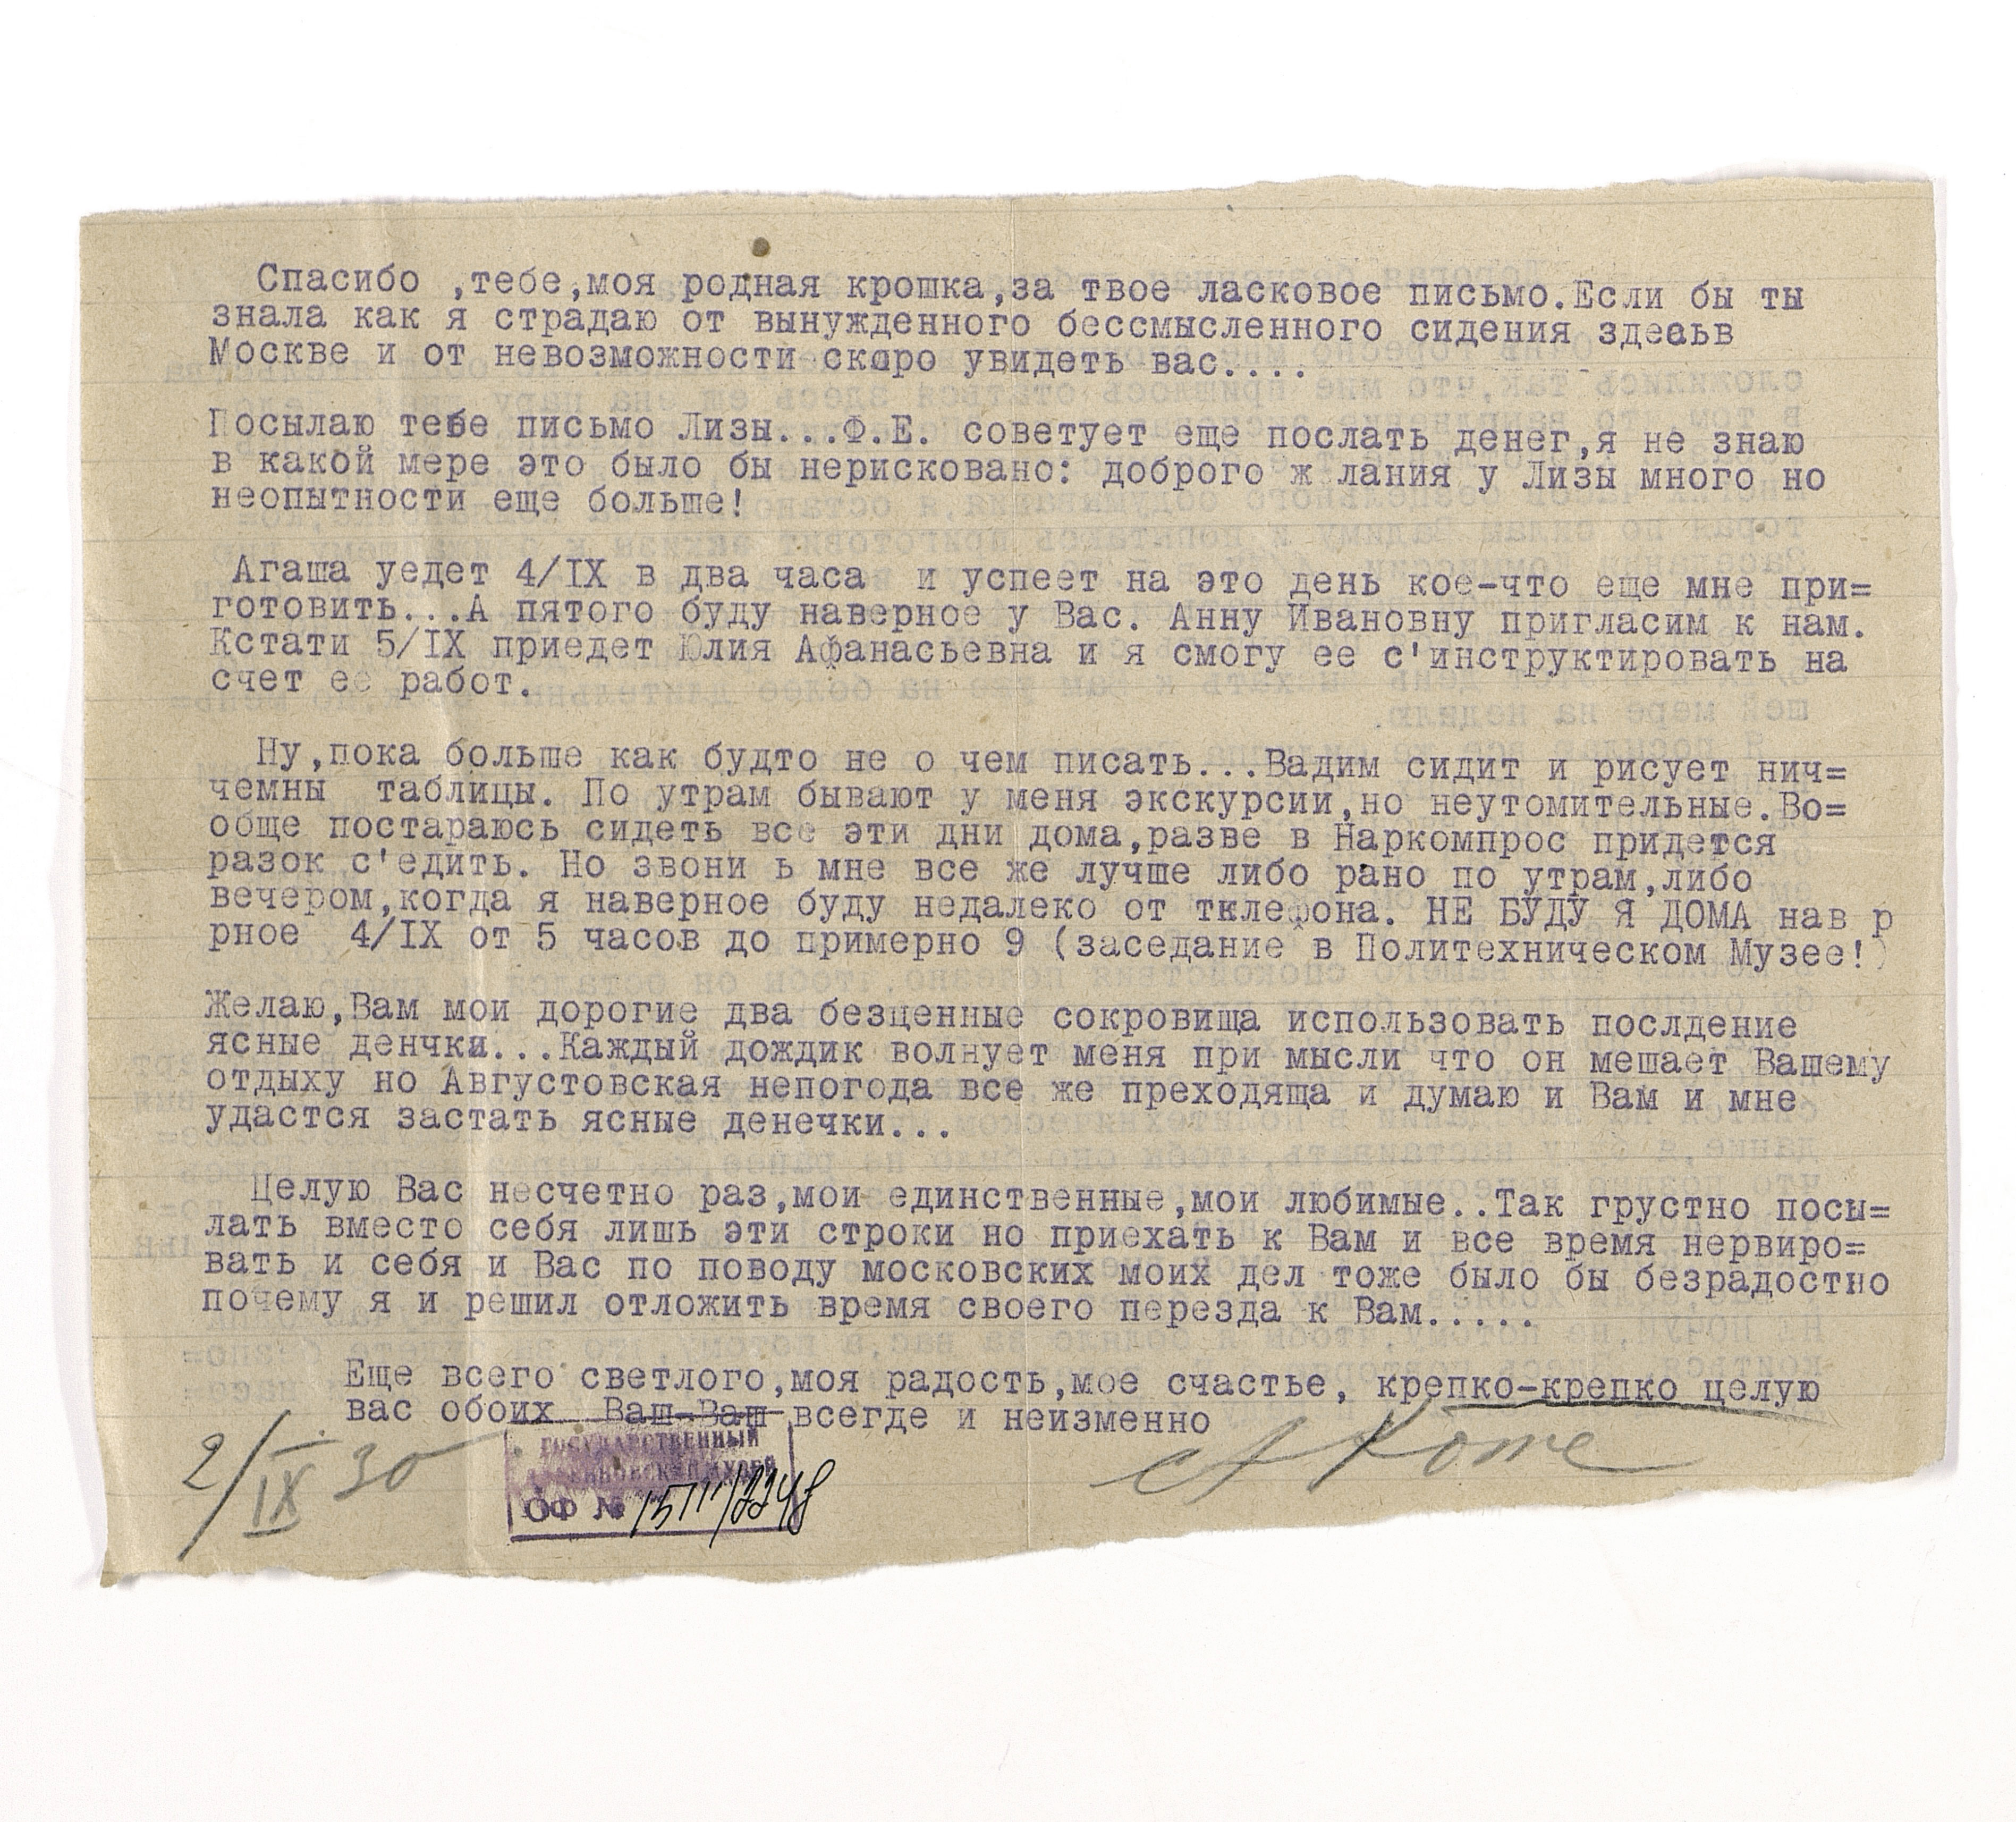 Спасибо ,тебе,моя родная крошка,за твое ласковое письмо.Если бы ты
знала как я страдаю от вынужденного бессмысленного сидения здесьв
Москве и от невозможности скоро увидеть вас....
Посылаю тебе письмо Лизы...Ф.Е. советует еще послать денег,я не знаю
в какой мере это было бы нерисковано: доброго ж лания у Лизы много но
неопытности еще больше!
Агаша уедет 4/IX в два часа и успеет на это день кое-что еще мне при=
готовить...А пятого буду наверное у Вас. Анну Ивановну пригласим к нам.
Кстати 5/IX приедет Юлия Афанасьевна и я смогу ее с'инструктировать на
счет ее работ.
Ну,пока больше как будто не о чем писать...Вадим сидит и рисует нич=
чемны таблицы. По утрам бывают у меня экскурсии,но неутомительные.Во=
обще постараюсь сидеть все эти дни дома,разве в Наркомпрос придется
разок с'едить. Но звони ь мне все же лучше либо рано по утрам,либо
вечером,когда я наверное буду недалеко от телефона. НЕ БУДУ Я ДОМА нав р
рное 4/IX от 5 часов до примерно 9 (заседание в Политехническом Музее!)
Желаю,Вам мои дорогие два безценные сокровища использовать послдение
ясные денчки...Каждый дождик волнует меня при мысли что он мешает Вашему
отдыху но Августовская непогода все же преходяща и думаю и Вам и мне
удастся застать ясные денечки...
Целую Вас несчетно раз,мои единственные,мои любимые..Так грустно посы=
лать вместо себя лишь эти строки но приехать к Вам и все время нервиро=
вать и себя и Вас по поводу московских моих дел тоже было бы безрадостно
почему я и решил отложить время своего перезда к Вам.....
Еще всего светлого,моя радость,мое счастье, крепко-крепко целую
вас обоих Ваш-Ваш всегде и неизменно
2/IX 30
ГОСУДАРСТВЕННЫЙ
ДАРВИНОВСКИЙ МУЗЕЙ
ОФ №